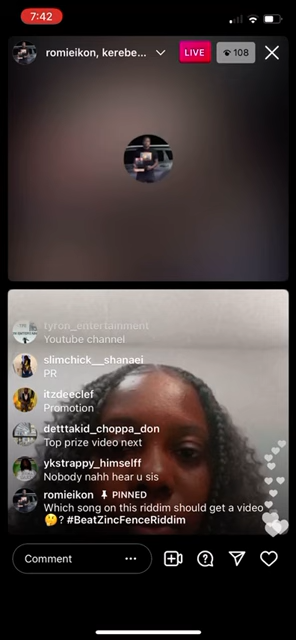 7:42
romieikon, kerebe...
LIVE
108
tyron_entertainment
Youtube channel
slimchick__shanaei
PR
itzdeeclef
Promotion
detttakid_choppa_don
Top prize video next
ykstrappy_himselff
Nobody nahh hear u sis
romieikon PINNED
Which song on this riddim should get a video
🤔? #BeatZincFenceRiddim
Comment